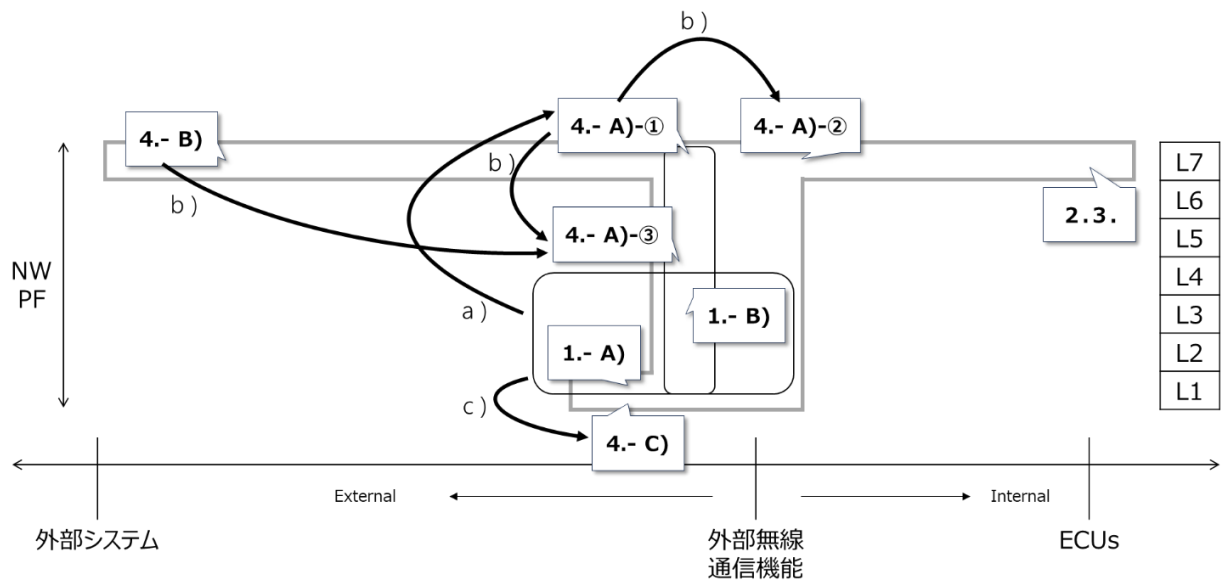 b)
4.- B)
4.- A)-①
4.- A)-②
b)
b)
4.- A)-③
2.3.
NW
PF
a)
1.- B)
1.- A)
c)
4.- C)
L7
L6
L5
L4
L3
L2
L1
External
Internal
外部システム
外部無線
通信機能
ECUs